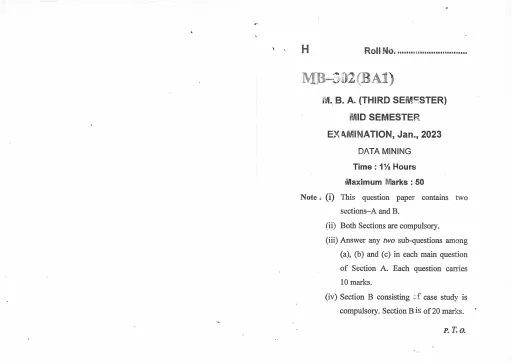 H Roll No. ..............................
MB–302(BA1)
M. B. A. (THIRD SEMESTER)
MID SEMESTER
EXAMINATION, Jan., 2023
DATA MINING
Time : 1½ Hours
Maximum Marks : 50
Note : (i) This question paper contains two
sections–A and B.
(ii) Both Sections are compulsory.
(iii) Answer any two sub-questions among
(a), (b) and (c) in each main question
of Section A. Each question carries
10 marks.
(iv) Section B consisting of case study is
compulsory. Section B is of 20 marks.
P. T. O.